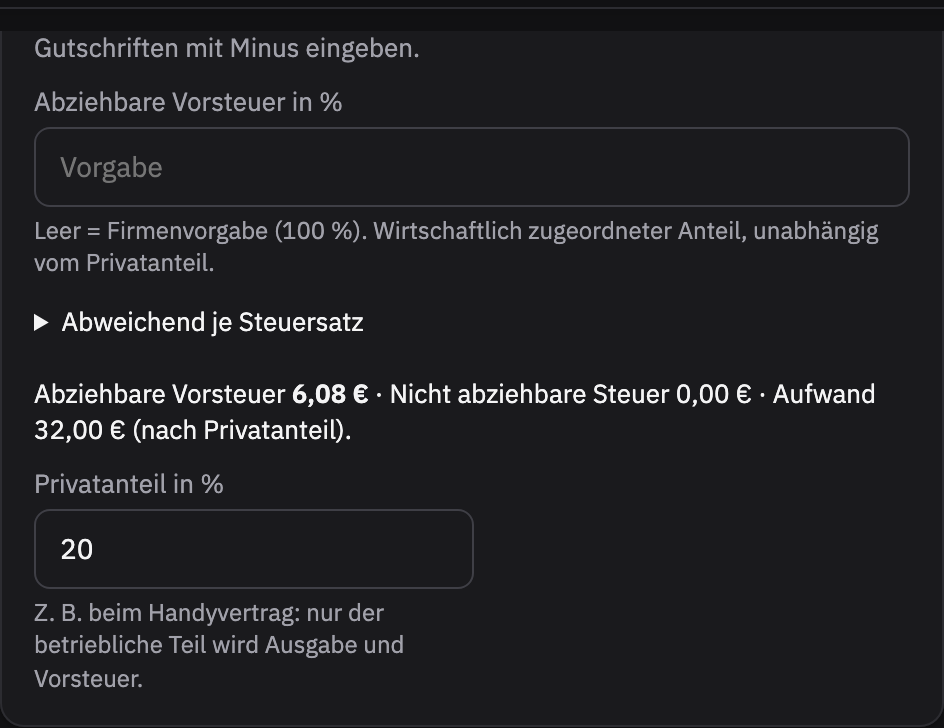 Gutschriften mit Minus eingeben.
Abziehbare Vorsteuer in %
Vorgabe
Leer = Firmenvorgabe (100 %). Wirtschaftlich zugeordneter Anteil, unabhängig
vom Privatanteil.
▶ Abweichend je Steuersatz
Abziehbare Vorsteuer 6,08 € · Nicht abziehbare Steuer 0,00 € · Aufwand
32,00 € (nach Privatanteil).
Privatanteil in %
20
Z. B. beim Handyvertrag: nur der
betriebliche Teil wird Ausgabe und
Vorsteuer.